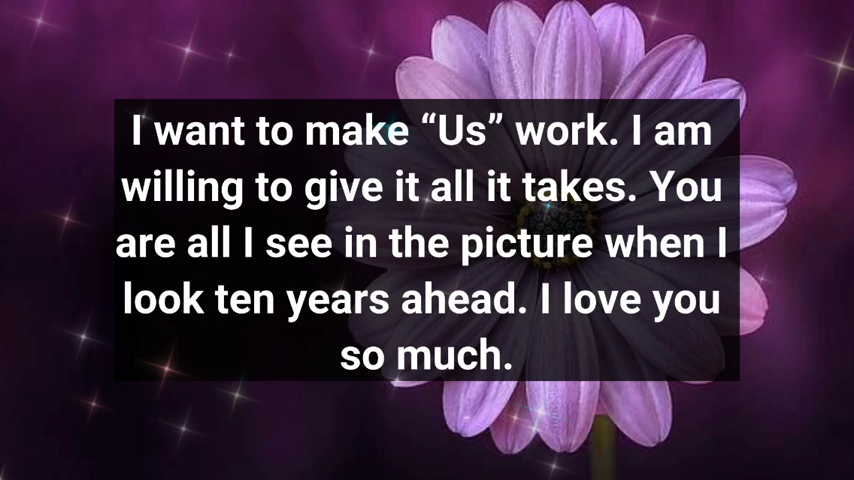 I want to make “Us” work. I am
willing to give it all it takes. You
are all I see in the picture when I
look ten years ahead. I love you
so much.